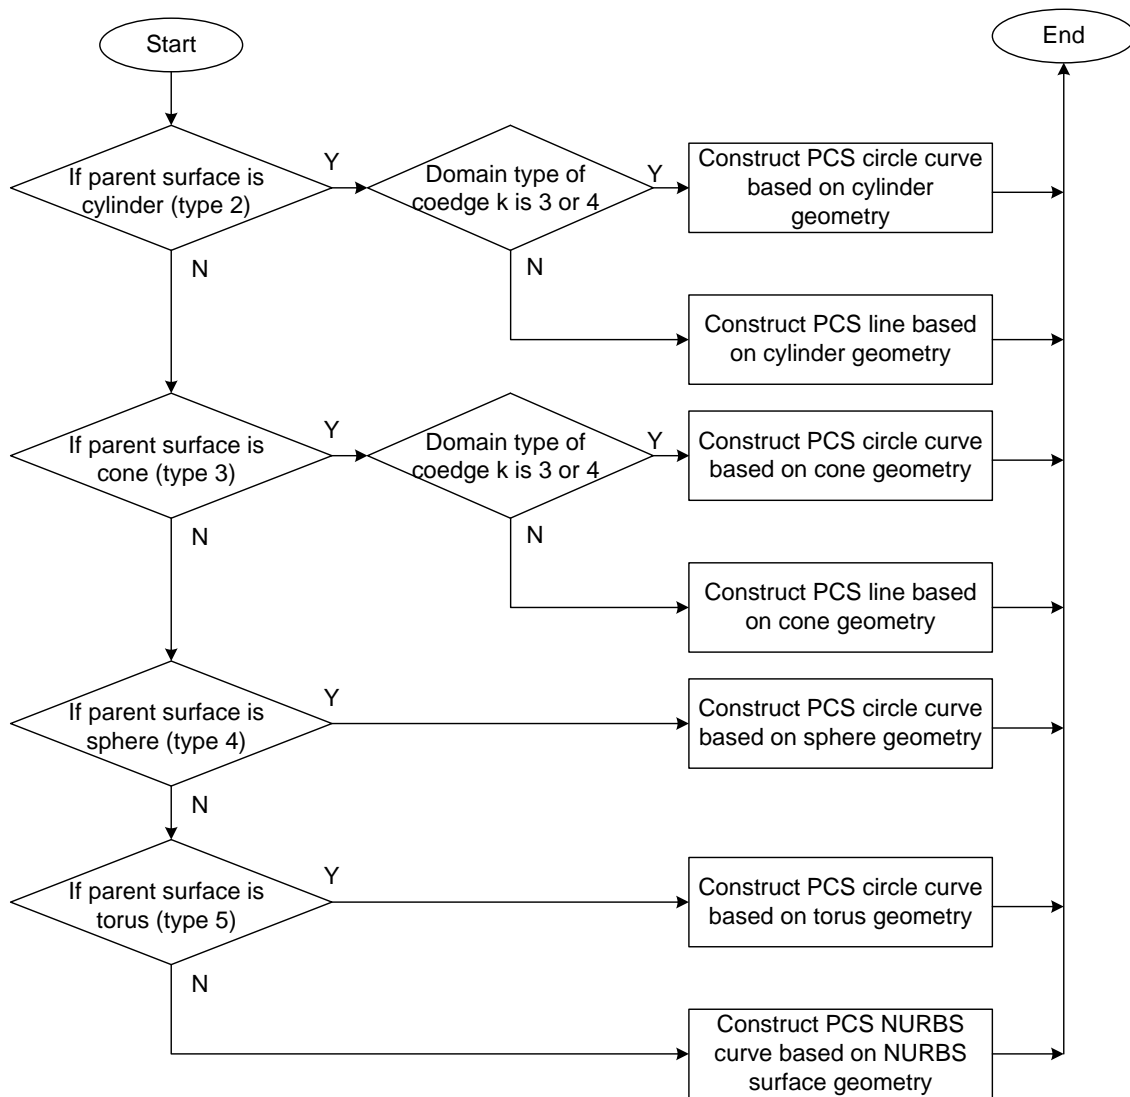 Start
End
If parent surface is
cylinder (type 2)
Y
Domain type of
coedge k is 3 or 4
Y
Construct PCS circle curve
based on cylinder
geometry
N
N
Construct PCS line based
on cylinder geometry
If parent surface is
cone (type 3)
Y
Domain type of
coedge k is 3 or 4
Y
Construct PCS circle curve
based on cone geometry
N
N
Construct PCS line based
on cone geometry
If parent surface is
sphere (type 4)
Y
Construct PCS circle curve
based on sphere geometry
N
If parent surface is
torus (type 5)
Y
Construct PCS circle curve
based on torus geometry
N
Construct PCS NURBS
curve based on NURBS
surface geometry